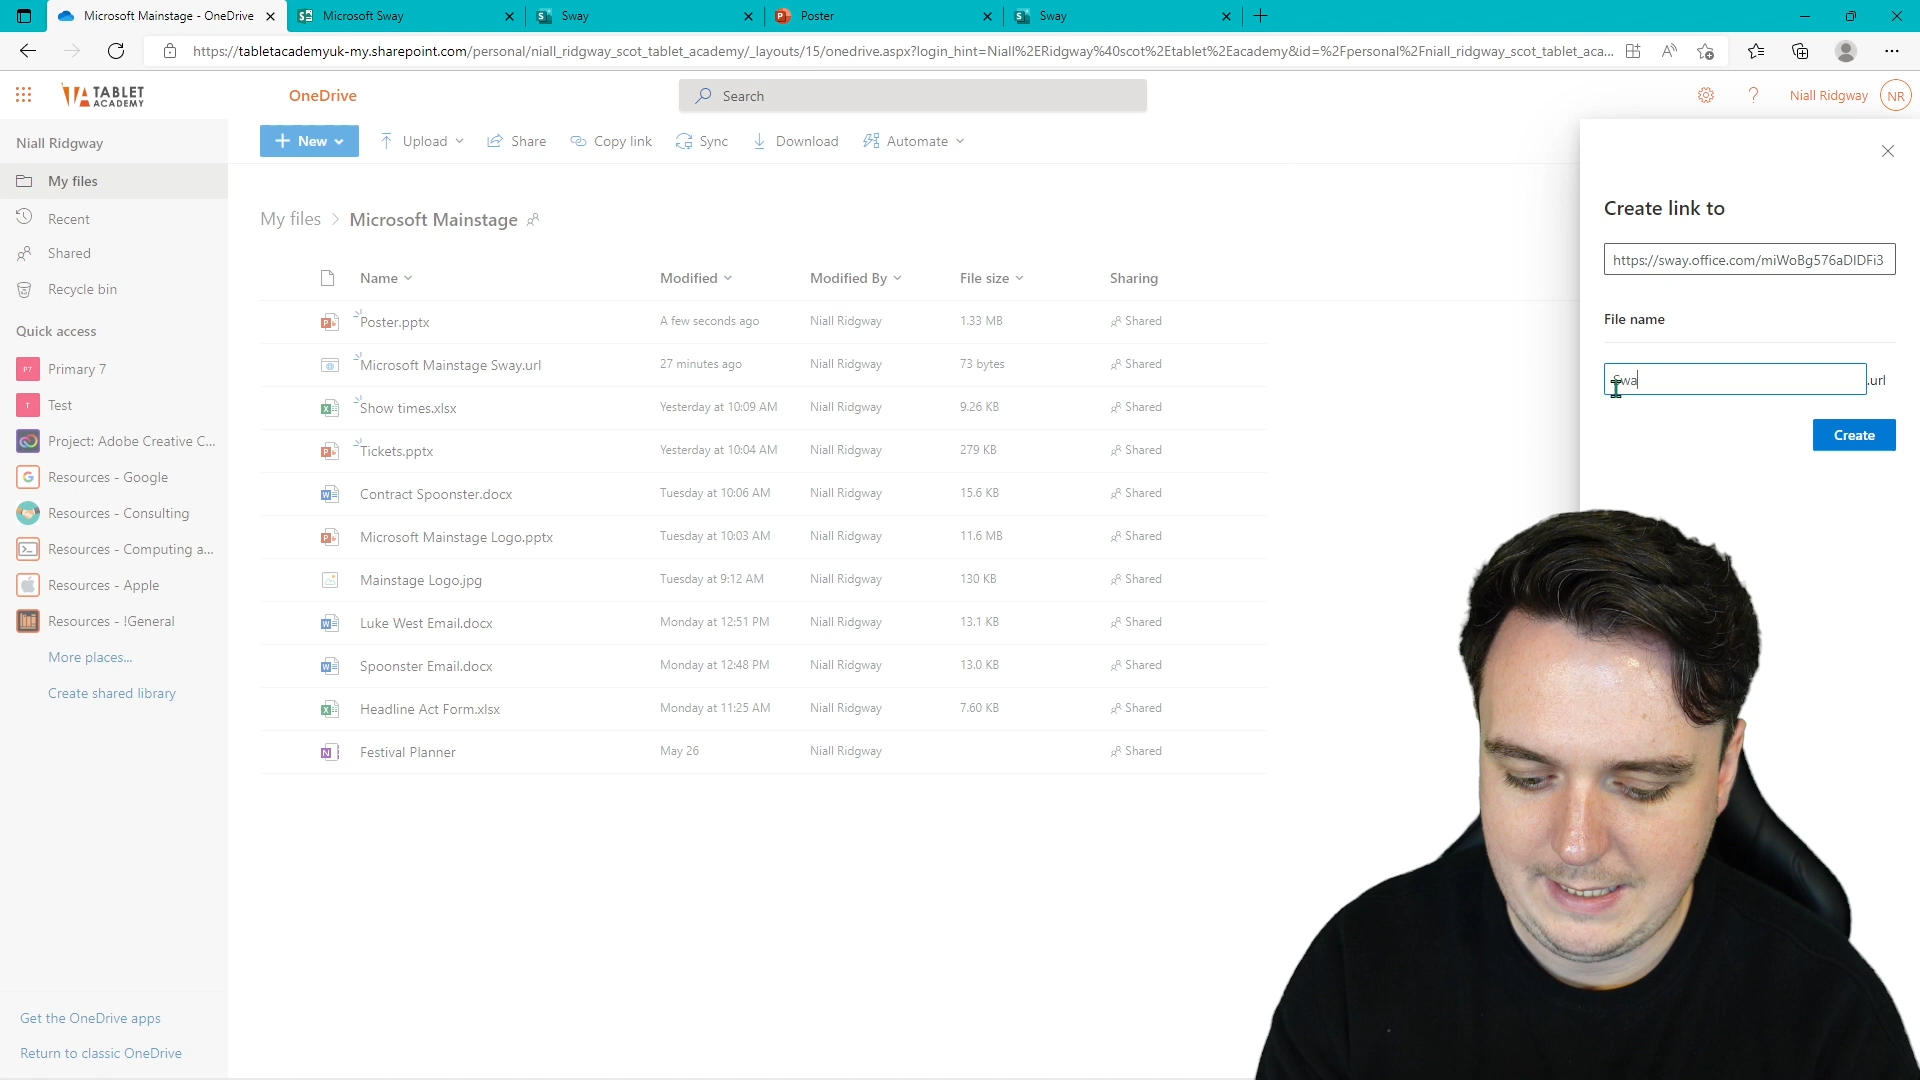 Microsoft Mainstage - OneDrive
Microsoft Sway
Sway
Poster
Sway
https://tabletacademyuk-my.sharepoint.com/personal/niall_ridgway_scot_tablet_academy/_layouts/15/onedrive.aspx?login_hint=Niall%2ERidgway%40scot%2Etablet%2Eacademy&id=%2Fpersonal%2Fniall_ridgway_scot_tablet_aca...
TABLET ACADEMY
OneDrive
Search
Niall Ridgway
NR
Niall Ridgway
New
Upload
Share
Copy link
Sync
Download
Automate
My files
Recent
Shared
Recycle bin
Quick access
P7 Primary 7
T Test
Project: Adobe Creative C...
Resources - Google
Resources - Consulting
Resources - Computing a...
Resources - Apple
Resources - !General
More places...
Create shared library
Get the OneDrive apps
Return to classic OneDrive
My files > Microsoft Mainstage
Name Modified Modified By File size Sharing
Poster.pptx A few seconds ago Niall Ridgway 1.33 MB Shared
Microsoft Mainstage Sway.url 27 minutes ago Niall Ridgway 73 bytes Shared
Show times.xlsx Yesterday at 10:09 AM Niall Ridgway 9.26 KB Shared
Tickets.pptx Yesterday at 10:04 AM Niall Ridgway 279 KB Shared
Contract Spoonster.docx Tuesday at 10:06 AM Niall Ridgway 15.6 KB Shared
Microsoft Mainstage Logo.pptx Tuesday at 10:03 AM Niall Ridgway 11.6 MB Shared
Mainstage Logo.jpg Tuesday at 9:12 AM Niall Ridgway 130 KB Shared
Luke West Email.docx Monday at 12:51 PM Niall Ridgway 13.1 KB Shared
Spoonster Email.docx Monday at 12:48 PM Niall Ridgway 13.0 KB Shared
Headline Act Form.xlsx Monday at 11:25 AM Niall Ridgway 7.60 KB Shared
Festival Planner May 26 Niall Ridgway Shared
Create link to
https://sway.office.com/miWoBg576aDIDFi3
File name
Swa .url
Create